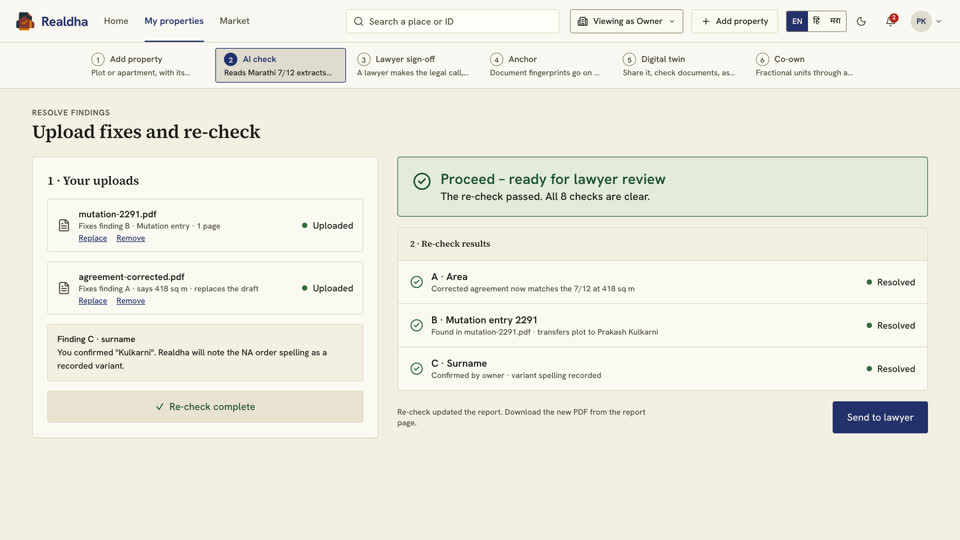 Realdha
Home
My properties
Market
Search a place or ID
Viewing as Owner
Add property
EN
हिं
मरा
2
PK
1
Add property
Plot or apartment, with its…
2
AI check
Reads Marathi 7/12 extracts…
3
Lawyer sign-off
A lawyer makes the legal call,…
4
Anchor
Document fingerprints go on …
5
Digital twin
Share it, check documents, as…
6
Co-own
Fractional units through a…
RESOLVE FINDINGS
Upload fixes and re-check
1 · Your uploads
mutation-2291.pdf
Fixes finding B · Mutation entry · 1 page
Replace Remove
Uploaded
agreement-corrected.pdf
Fixes finding A · says 418 sq m · replaces the draft
Replace Remove
Uploaded
Finding C · surname
You confirmed "Kulkarni". Realdha will note the NA order spelling as a
recorded variant.
Re-check complete
Proceed – ready for lawyer review
The re-check passed. All 8 checks are clear.
2 · Re-check results
A · Area
Corrected agreement now matches the 7/12 at 418 sq m
Resolved
B · Mutation entry 2291
Found in mutation-2291.pdf · transfers plot to Prakash Kulkarni
Resolved
C · Surname
Confirmed by owner · variant spelling recorded
Resolved
Re-check updated the report. Download the new PDF from the report
page.
Send to lawyer